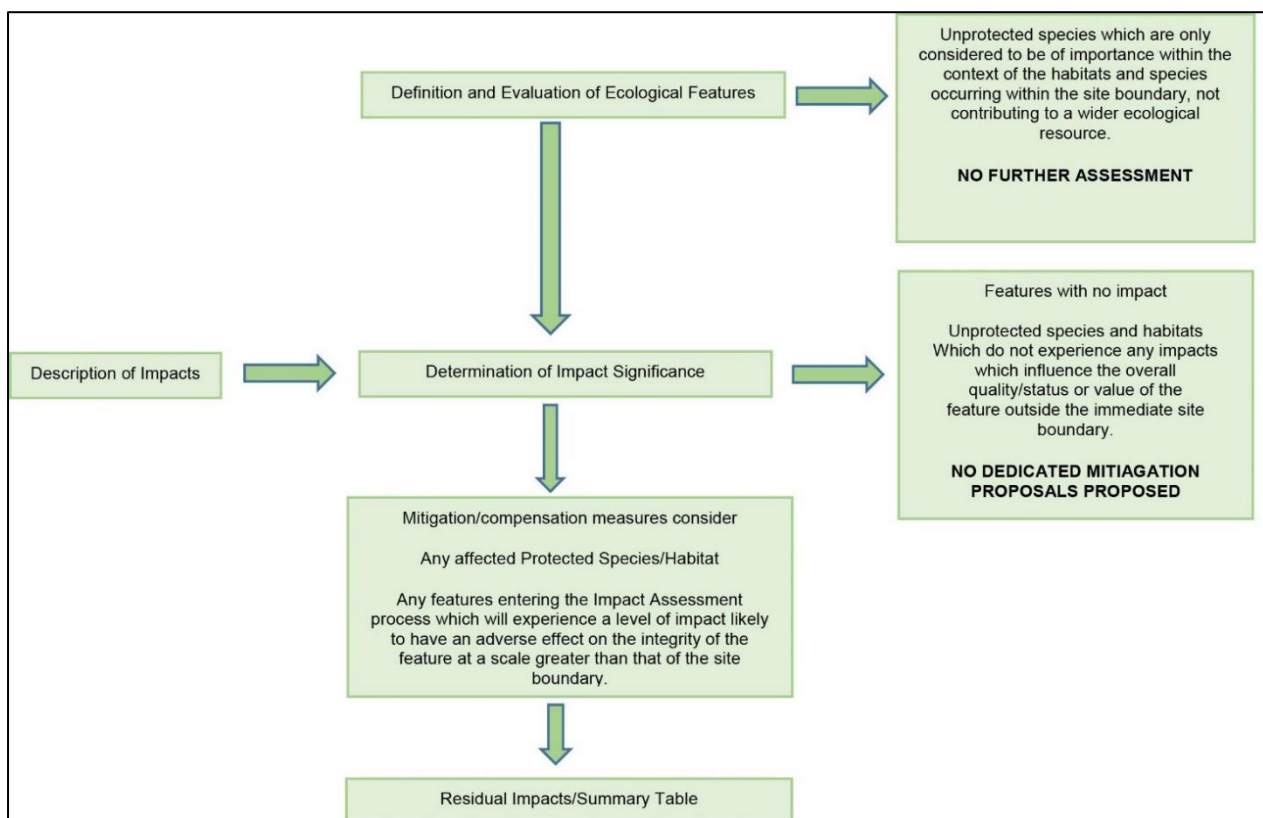 Unprotected species which are only
considered to be of importance within the
context of the habitats and species
occurring within the site boundary, not
contributing to a wider ecological
resource.
NO FURTHER ASSESSMENT
Definition and Evaluation of Ecological Features
Features with no impact
Unprotected species and habitats
Which do not experience any impacts
which influence the overall
quality/status or value of the
feature outside the immediate site
boundary.
NO DEDICATED MITIAGATION
PROPOSALS PROPOSED
Description of Impacts
Determination of Impact Significance
Mitigation/compensation measures consider
Any affected Protected Species/Habitat
Any features entering the Impact Assessment
process which will experience a level of impact likely
to have an adverse effect on the integrity of the
feature at a scale greater than that of the site
boundary.
Residual Impacts/Summary Table